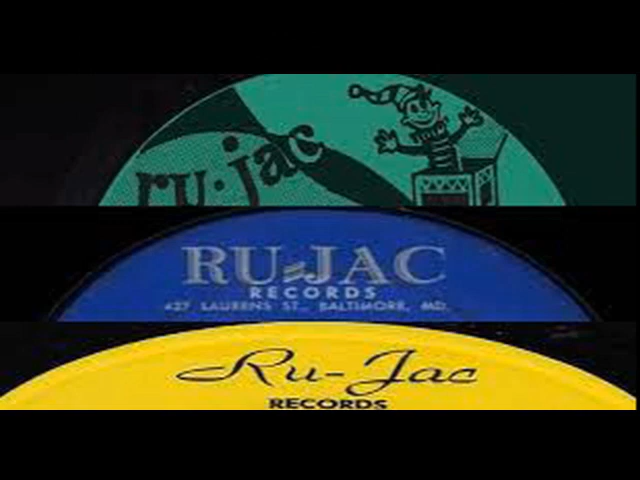 ru·jac
RU-JAC
RECORDS
427 LAURENS ST., BALTIMORE, MD.
Ru-Jac
RECORDS